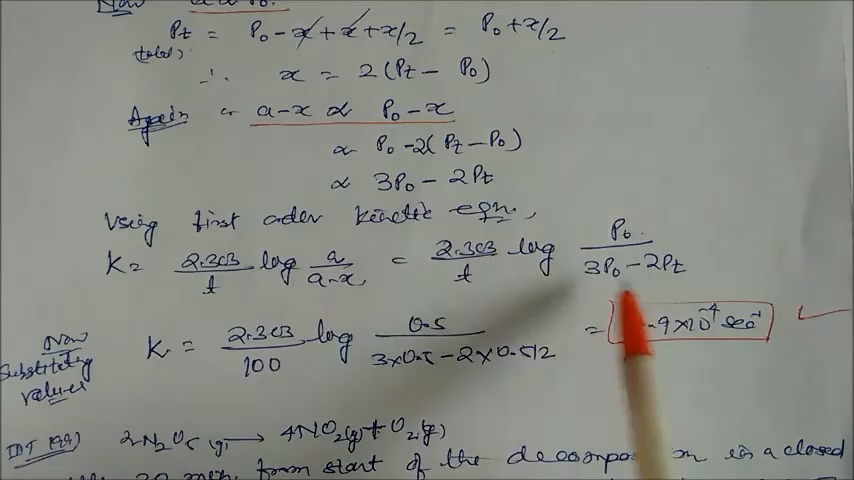 Now
Pt = P0 - x + x + x/2 = P0 + x/2
(total)
∴ x = 2(Pt - P0)
Again a-x ∝ P0 - x
∝ P0 - 2(Pt - P0)
∝ 3P0 - 2Pt
Using first order kinetic eqn,
K = 2.303/t log a/a-x = 2.303/t log P0/3P0 - 2Pt
Now Substituting values K = 2.303/100 log 0.5/3×0.5 - 2×0.512 = .9×10^-4 sec^-1
2N2O5(g) → 4NO2(g) + O2(g)
from start of the decomposition in a closed